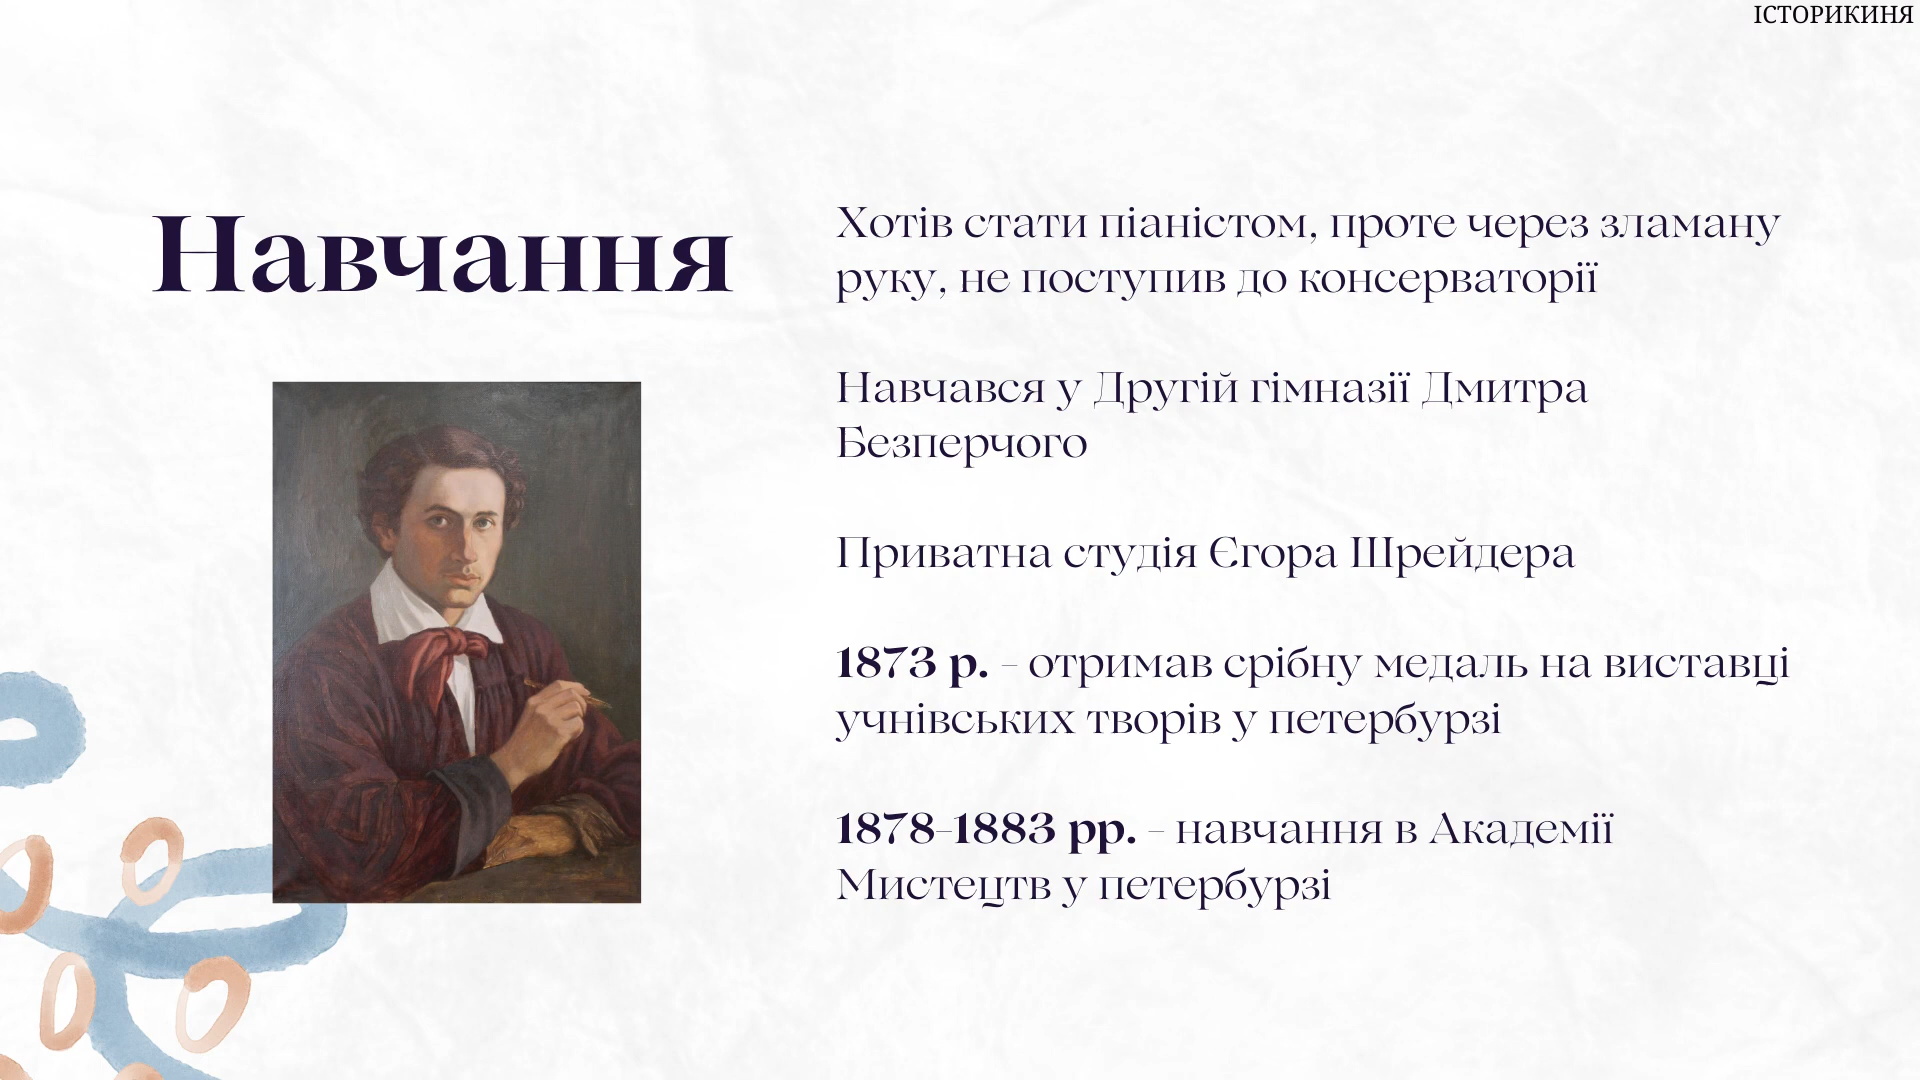 ІСТОРИКИНЯ
Навчання
Хотів стати піаністом, проте через зламану
руку, не поступив до консерваторії
Навчався у Другій гімназії Дмитра
Безперчого
Приватна студія Єгора Шрейдера
1873 р. - отримав срібну медаль на виставці
учнівських творів у петербурзі
1878-1883 рр. - навчання в Академії
Мистецтв у петербурзі